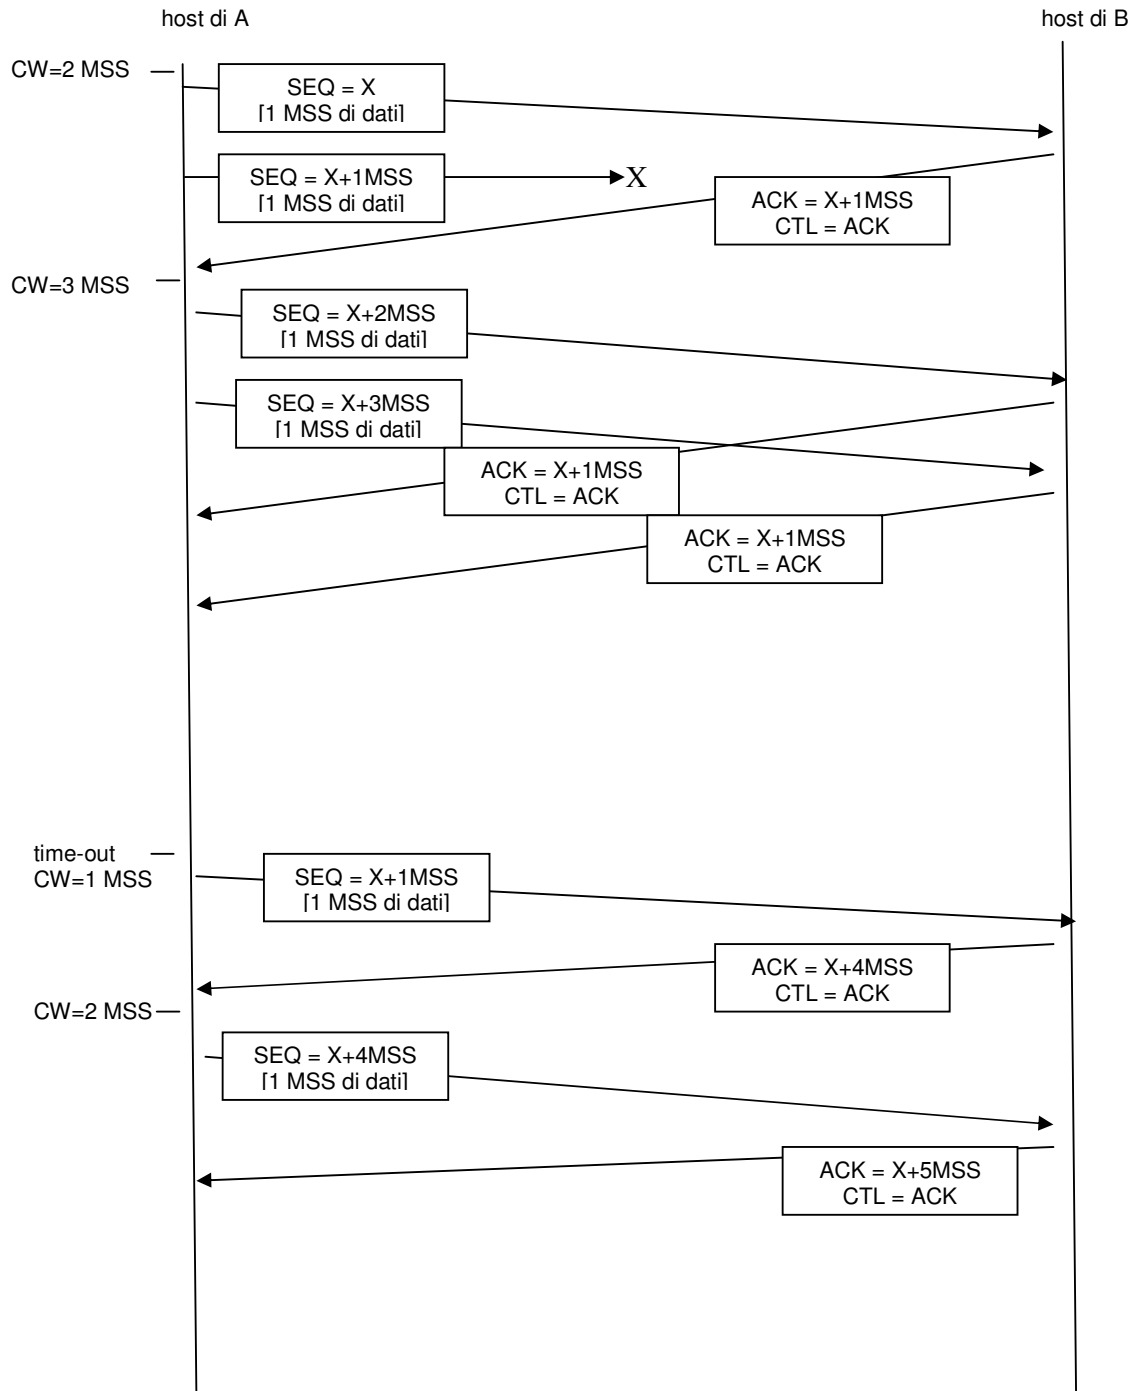 host di A
host di B
CW=2 MSS
SEQ = X
[1 MSS di dati]
SEQ = X+1MSS
[1 MSS di dati]
X
ACK = X+1MSS
CTL = ACK
CW=3 MSS
SEQ = X+2MSS
[1 MSS di dati]
SEQ = X+3MSS
[1 MSS di dati]
ACK = X+1MSS
CTL = ACK
ACK = X+1MSS
CTL = ACK
time-out
CW=1 MSS
SEQ = X+1MSS
[1 MSS di dati]
ACK = X+4MSS
CTL = ACK
CW=2 MSS
SEQ = X+4MSS
[1 MSS di dati]
ACK = X+5MSS
CTL = ACK